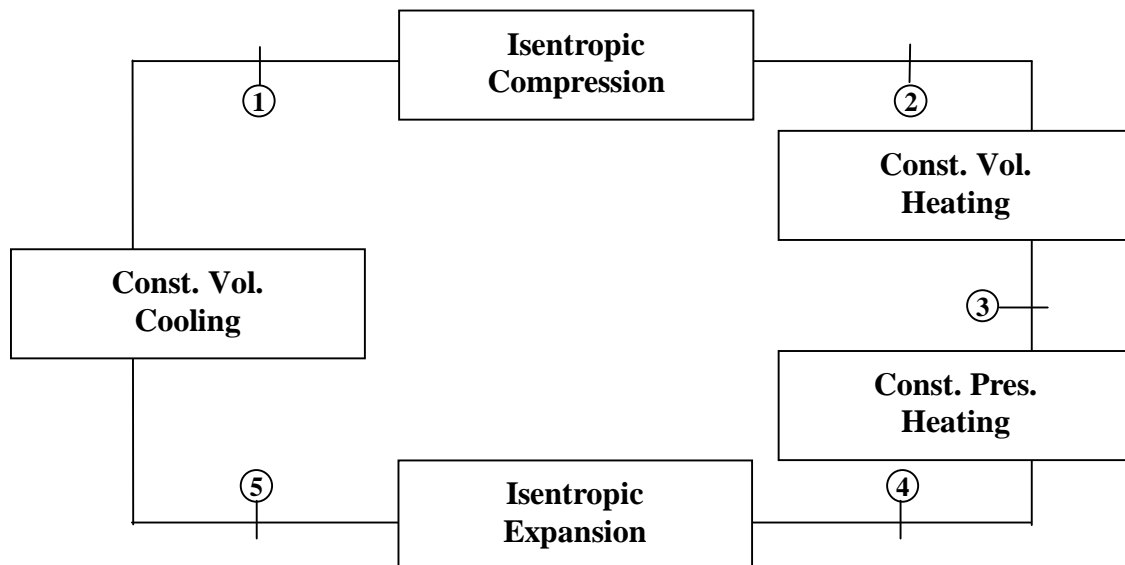 Isentropic
Compression
1
2
Const. Vol.
Heating
Const. Vol.
Cooling
3
Const. Pres.
Heating
5
Isentropic
Expansion
4